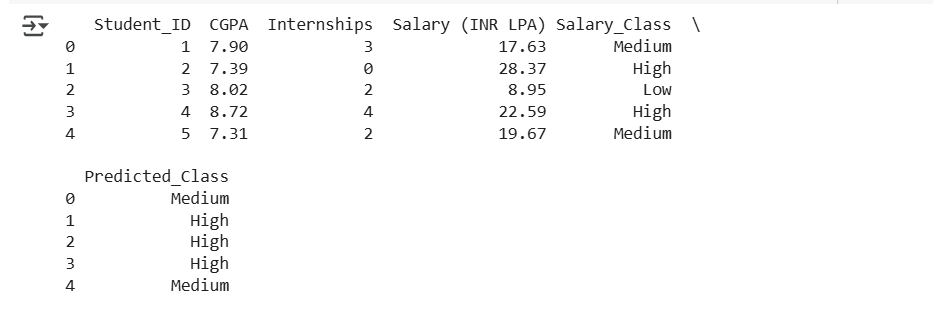 Student_ID CGPA Internships Salary (INR LPA) Salary_Class \
0 1 7.90 3 17.63 Medium
1 2 7.39 0 28.37 High
2 3 8.02 2 8.95 Low
3 4 8.72 4 22.59 High
4 5 7.31 2 19.67 Medium
Predicted_Class
0 Medium
1 High
2 High
3 High
4 Medium